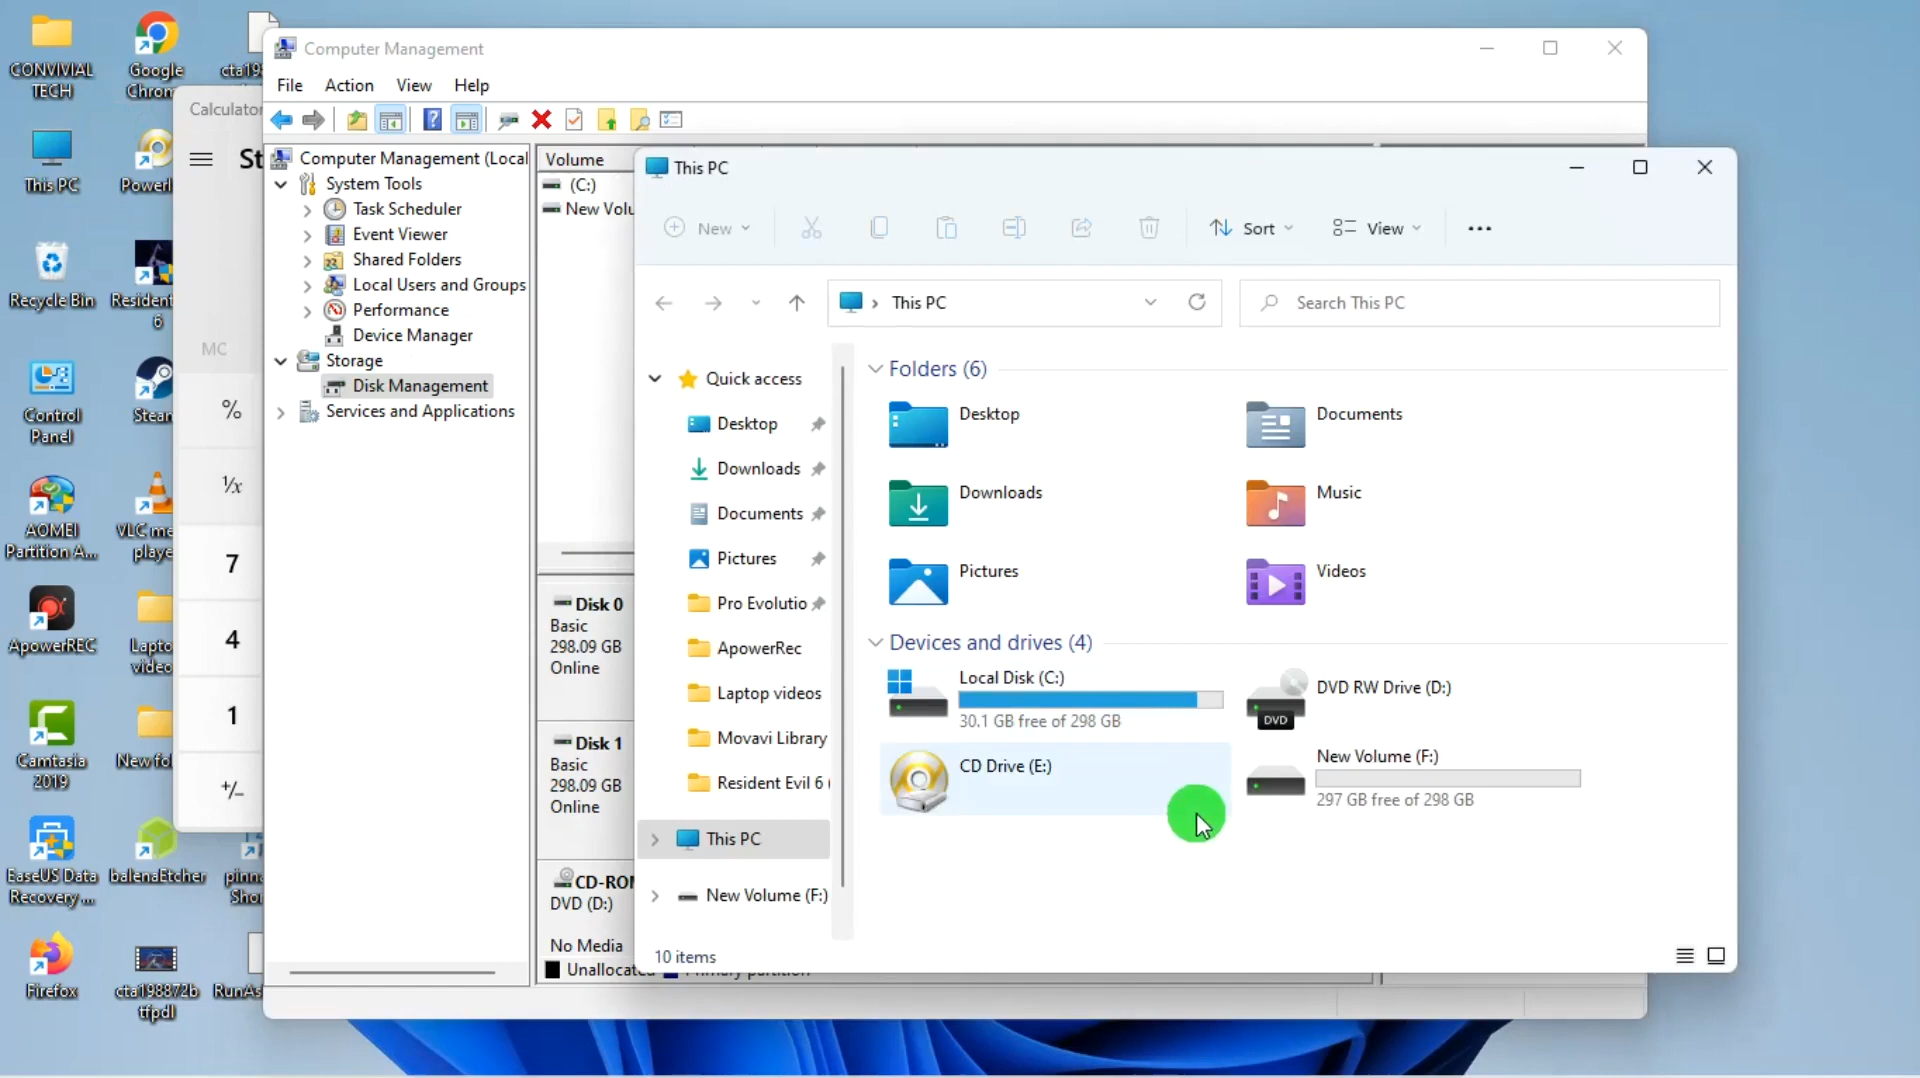 CONVIVIAL
TECH
Google
Chrom
This PC
Recycle Bin
Resident
6
Control
Panel
Steam
AOMEI
Partition A...
VLC me
playe
ApowerREC
Lapto
video
Camtasia
2019
New fol
EaseUS Data
Recovery ...
balenaEtcher
pinn
Sho
Firefox
cta198872b
tfpdl
RunAs
Calculator
St
MC
%
¹/x
7
4
1
+/−
Computer Management
File
Action
View
Help
Computer Management (Local
System Tools
Task Scheduler
Event Viewer
Shared Folders
Local Users and Groups
Performance
Device Manager
Storage
Disk Management
Services and Applications
Volume
(C:)
New Volu
Disk 0
Basic
298.09 GB
Online
Disk 1
Basic
298.09 GB
Online
CD-ROM
DVD (D:)
No Media
Unallocated
Primary partition
This PC
New
Sort
View
This PC
Search This PC
Quick access
Desktop
Downloads
Documents
Pictures
Pro Evolutio
ApowerRec
Laptop videos
Movavi Library
Resident Evil 6 (
This PC
New Volume (F:)
Folders (6)
Desktop
Documents
Downloads
Music
Pictures
Videos
Devices and drives (4)
Local Disk (C:)
30.1 GB free of 298 GB
DVD RW Drive (D:)
DVD
CD Drive (E:)
New Volume (F:)
297 GB free of 298 GB
10 items